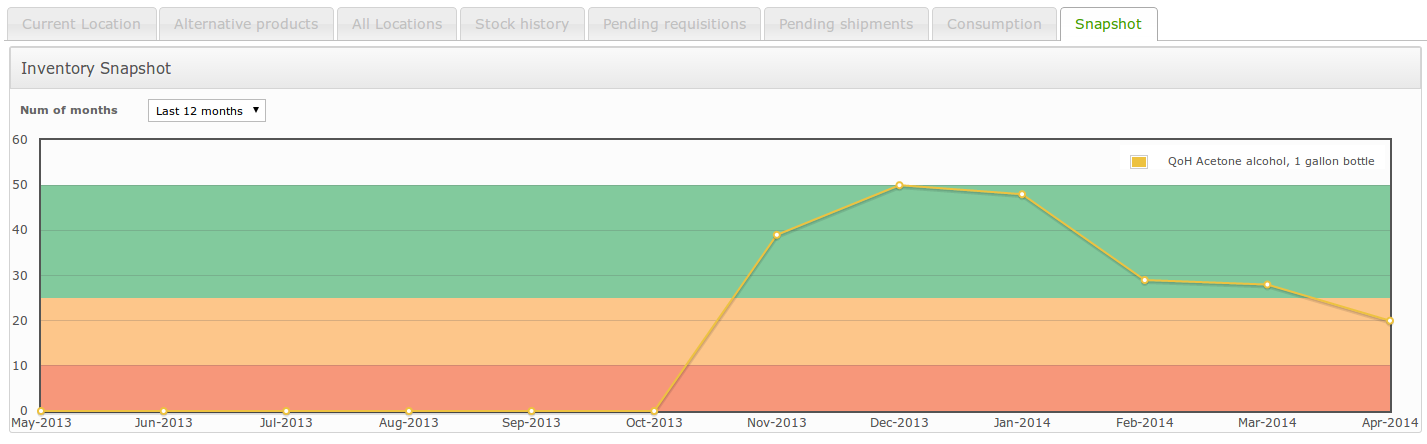 Current Location Alternative products All Locations Stock history Pending requisitions Pending shipments Consumption Snapshot
Inventory Snapshot
Num of months Last 12 months
60
QoH Acetone alcohol, 1 gallon bottle
50
40
30
20
10
0
May-2013 Jun-2013 Jul-2013 Aug-2013 Sep-2013 Oct-2013 Nov-2013 Dec-2013 Jan-2014 Feb-2014 Mar-2014 Apr-2014